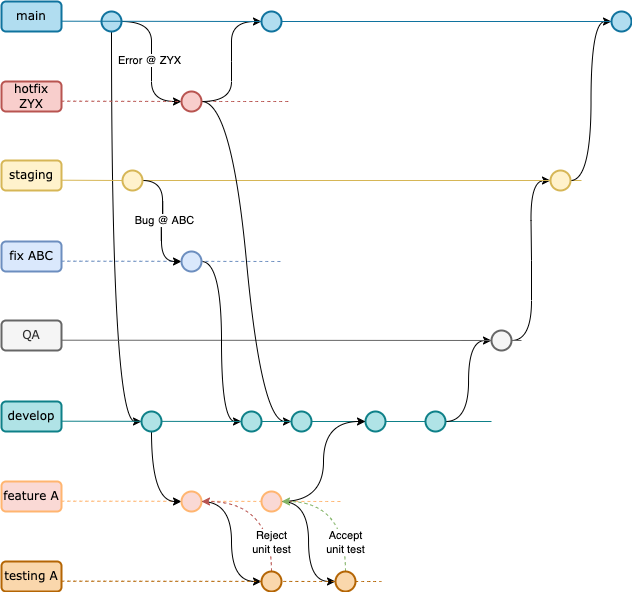 main
Error @ ZYX
hotfix
ZYX
staging
Bug @ ABC
fix ABC
QA
develop
feature A
Reject
unit test
Accept
unit test
testing A